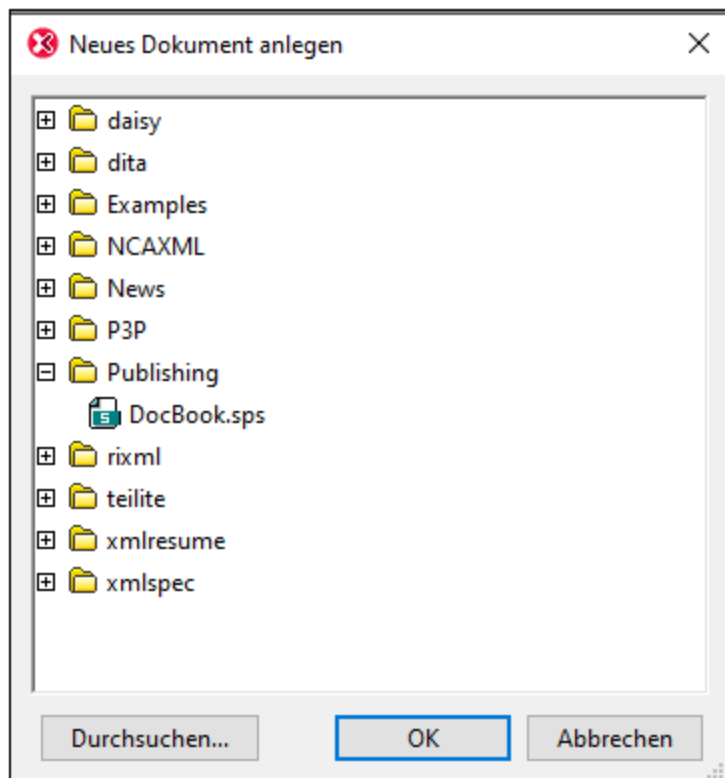 Neues Dokument anlegen
daisy
dita
Examples
NCAXML
News
P3P
Publishing
DocBook.sps
rixml
teilite
xmlresume
xmlspec
Durchsuchen... OK Abbrechen